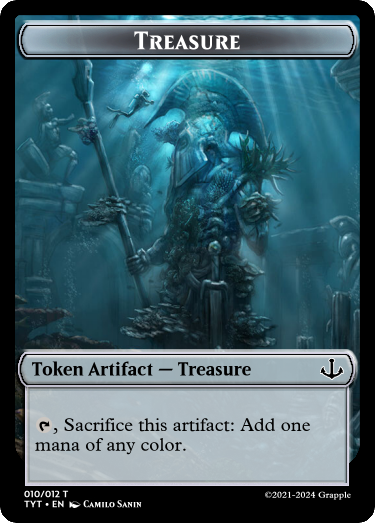 TREASURE
Token Artifact — Treasure
, Sacrifice this artifact: Add one
mana of any color.
010/012 T
TYT • EN CAMILO SANIN
©2021-2024 Grapple